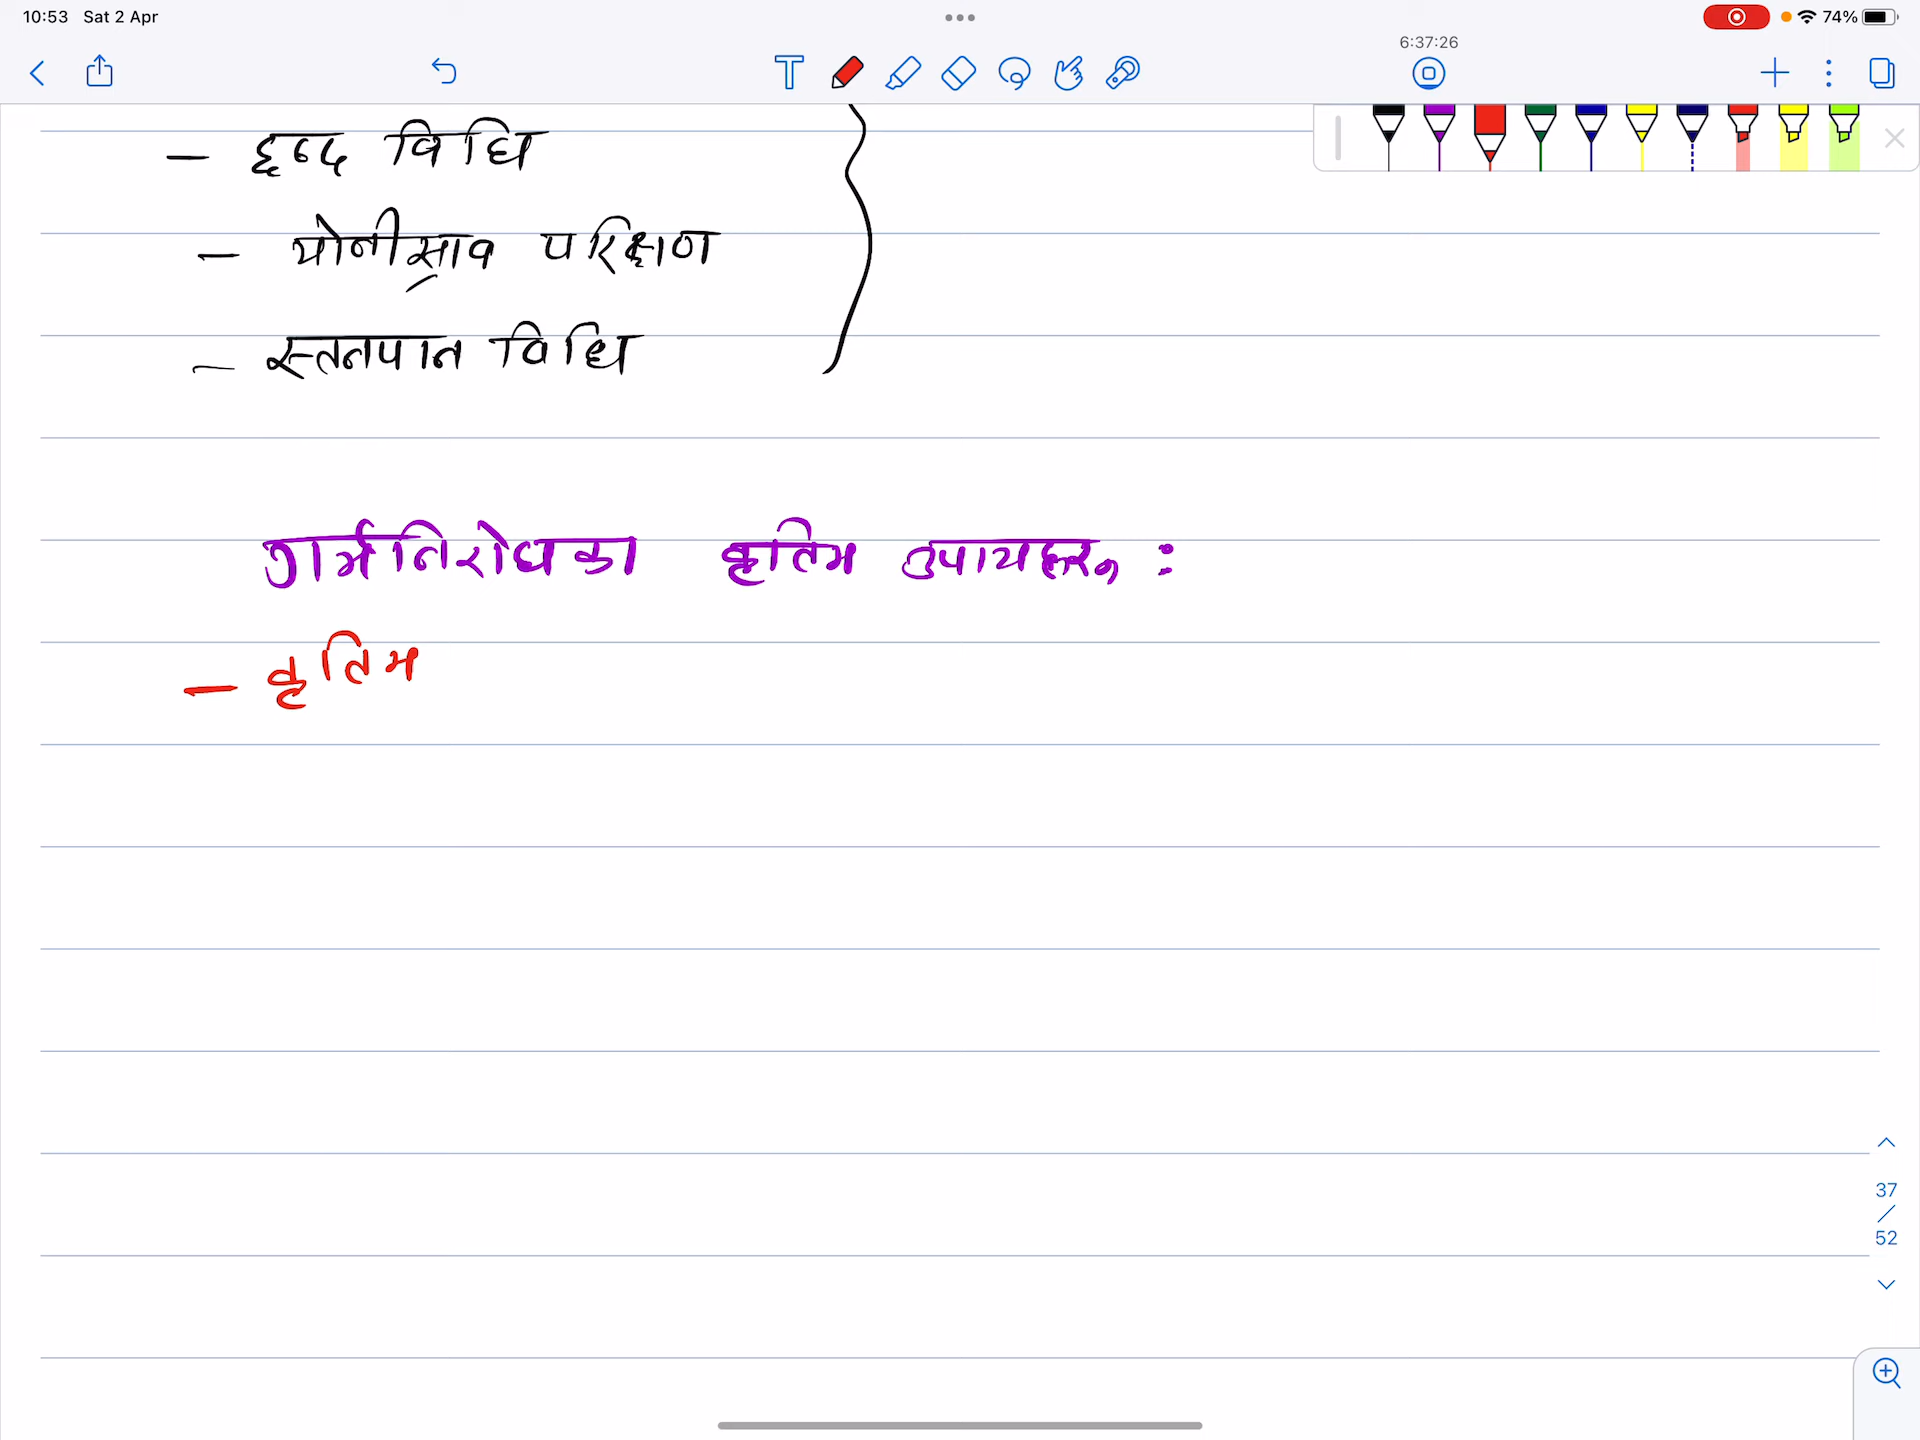 10:53 Sat 2 Apr
74%
6:37:26
– छन्द विधि
– योनीस्राव परिक्षण
– स्तनपान विधि
गर्भनिरोधका कृतिम उपायहरू :
– कृतिम
37
/
52